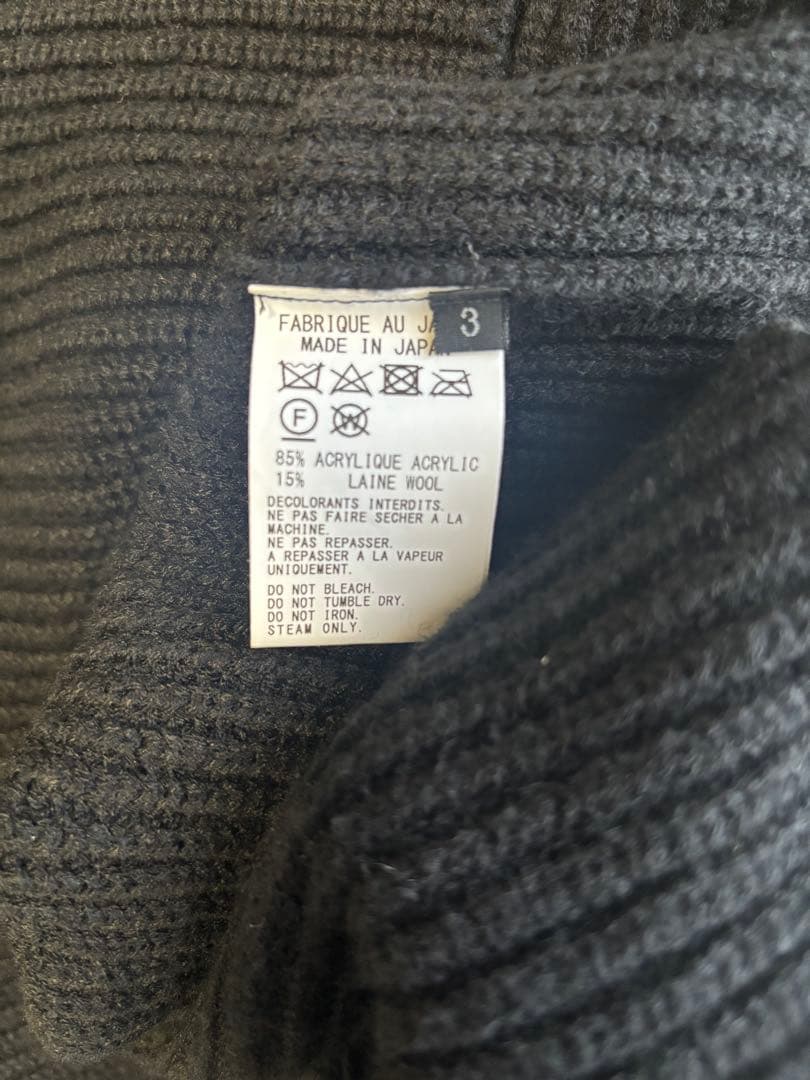 FABRIQUE AU
3
MADE IN
F
W
85% ACRYLIQUE ACRYLIC
15% LAINE WOOL
DECOLORANTS INTERDITS.
NE PAS FAIRE SECHER A LA
MACHINE.
NE PAS REPASSER.
A REPASSER A LA VAPEUR
UNIQUEMENT.
DO NOT BLEACH.
DO NOT TUMBLE DRY.
DO NOT IRON.
STEAM ONLY.